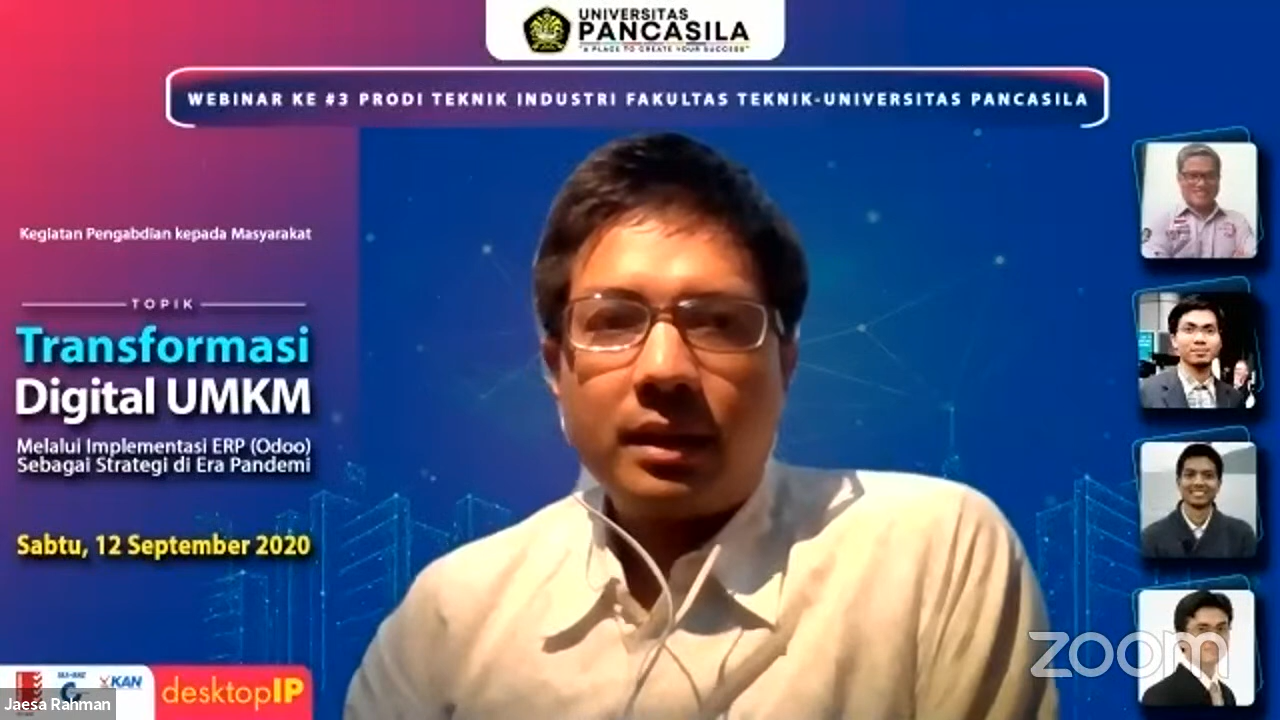 UNIVERSITAS
PANCASILA
"A PLACE TO CREATE YOUR SUCCESS"
WEBINAR KE #3 PRODI TEKNIK INDUSTRI FAKULTAS TEKNIK-UNIVERSITAS PANCASILA
Kegiatan Pengabdian kepada Masyarakat
TOPIK
Transformasi
Digital UMKM
Melalui Implementasi ERP (Odoo)
Sebagai Strategi di Era Pandemi
Sabtu, 12 September 2020
KAN
desktopIP
Jaesa Rahman
zoom